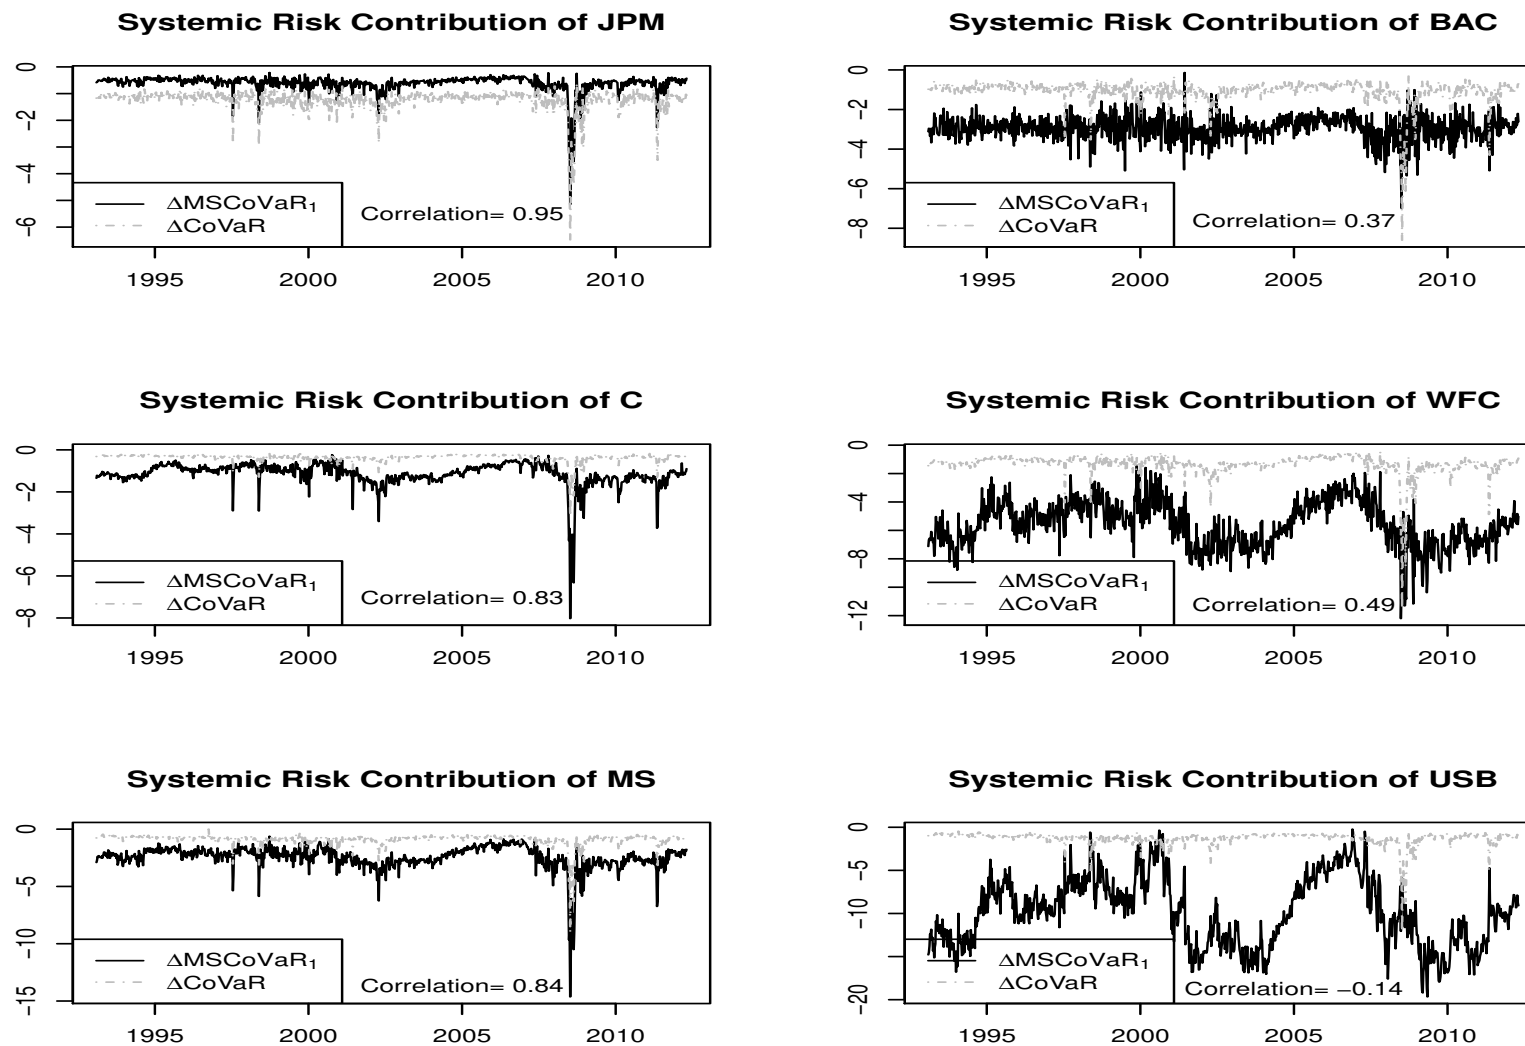 Systemic Risk Contribution of JPM
0
−2
−4
−6
ΔMSCoVaR₁
ΔCoVaR
Correlation= 0.95
1995 2000 2005 2010
Systemic Risk Contribution of BAC
0
−2
−4
−6
−8
ΔMSCoVaR₁
ΔCoVaR
Correlation= 0.37
1995 2000 2005 2010
Systemic Risk Contribution of C
0
−2
−4
−6
−8
ΔMSCoVaR₁
ΔCoVaR
Correlation= 0.83
1995 2000 2005 2010
Systemic Risk Contribution of WFC
0
−4
−8
−12
ΔMSCoVaR₁
ΔCoVaR
Correlation= 0.49
1995 2000 2005 2010
Systemic Risk Contribution of MS
0
−5
−10
−15
ΔMSCoVaR₁
ΔCoVaR
Correlation= 0.84
1995 2000 2005 2010
Systemic Risk Contribution of USB
0
−5
−10
−20
ΔMSCoVaR₁
ΔCoVaR
Correlation= −0.14
1995 2000 2005 2010